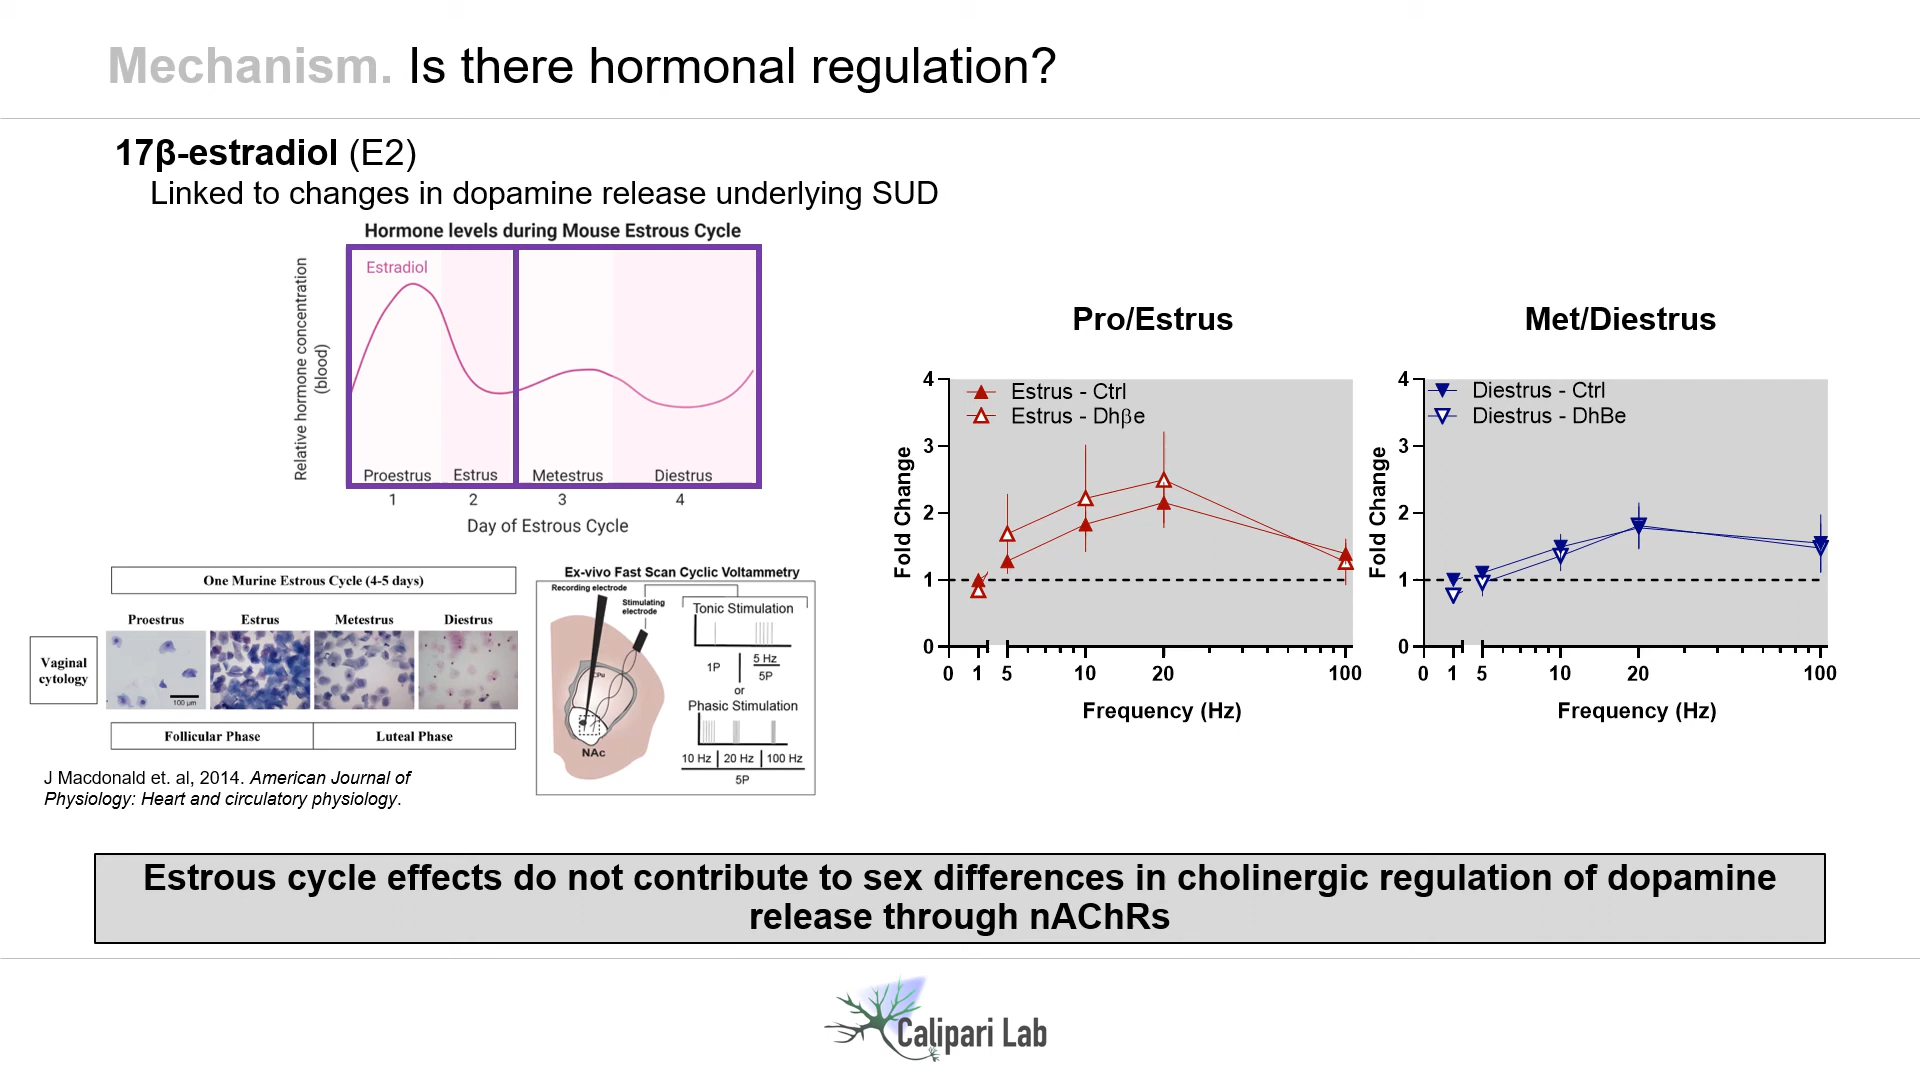 Mechanism. Is there hormonal regulation?
17β-estradiol (E2)
Linked to changes in dopamine release underlying SUD
Hormone levels during Mouse Estrous Cycle
Relative hormone concentration
(blood)
Estradiol
Proestrus
Estrus
Metestrus
Diestrus
1
2
3
4
Day of Estrous Cycle
One Murine Estrous Cycle (4-5 days)
Proestrus
Estrus
Metestrus
Diestrus
Vaginal
cytology
100 μm
Follicular Phase
Luteal Phase
J Macdonald et. al, 2014. American Journal of
Physiology: Heart and circulatory physiology.
Ex-vivo Fast Scan Cyclic Voltammetry
Recording electrode
Stimulating
electrode
CPu
NAc
Tonic Stimulation
1P
5 Hz
5P
or
Phasic Stimulation
10 Hz
20 Hz
100 Hz
5P
Pro/Estrus
Estrus - Ctrl
Estrus - Dhβe
Fold Change
4
3
2
1
0
0 1 5 10 20 100
Frequency (Hz)
Met/Diestrus
Diestrus - Ctrl
Diestrus - DhBe
Fold Change
4
3
2
1
0
0 1 5 10 20 100
Frequency (Hz)
Estrous cycle effects do not contribute to sex differences in cholinergic regulation of dopamine
release through nAChRs
Calipari Lab